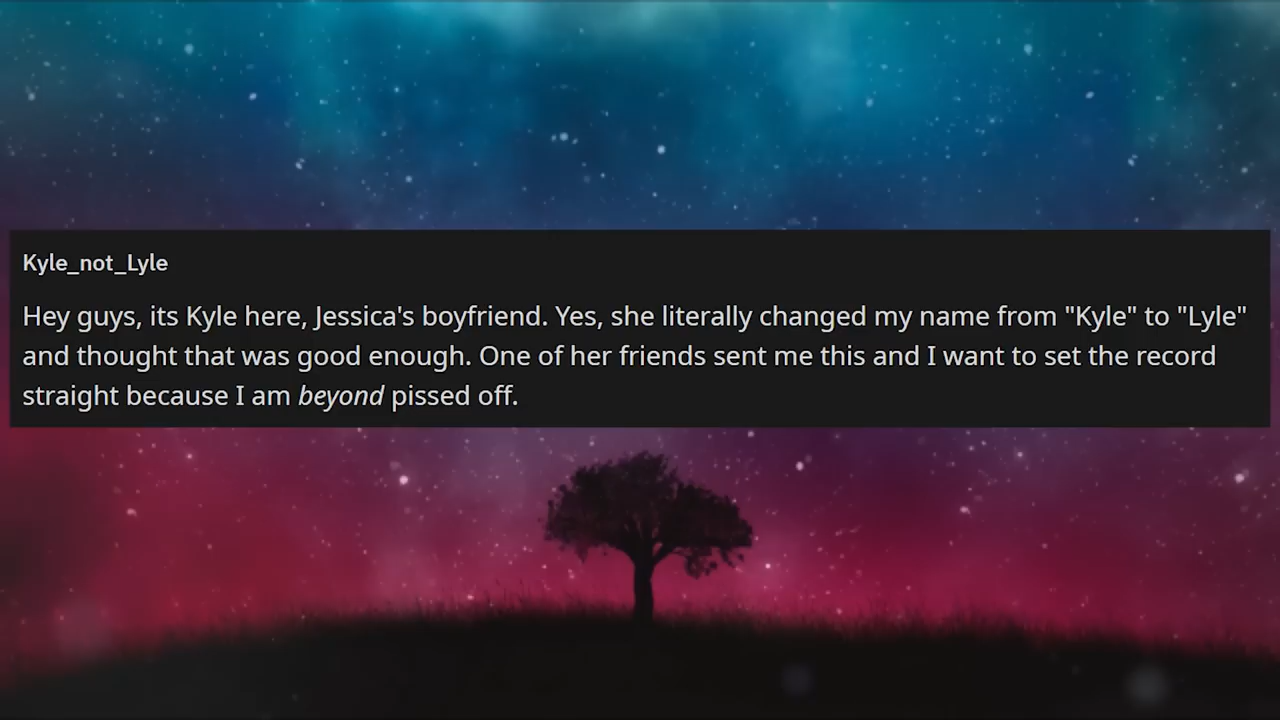 Kyle_not_Lyle
Hey guys, its Kyle here, Jessica's boyfriend. Yes, she literally changed my name from "Kyle" to "Lyle"
and thought that was good enough. One of her friends sent me this and I want to set the record
straight because I am beyond pissed off.